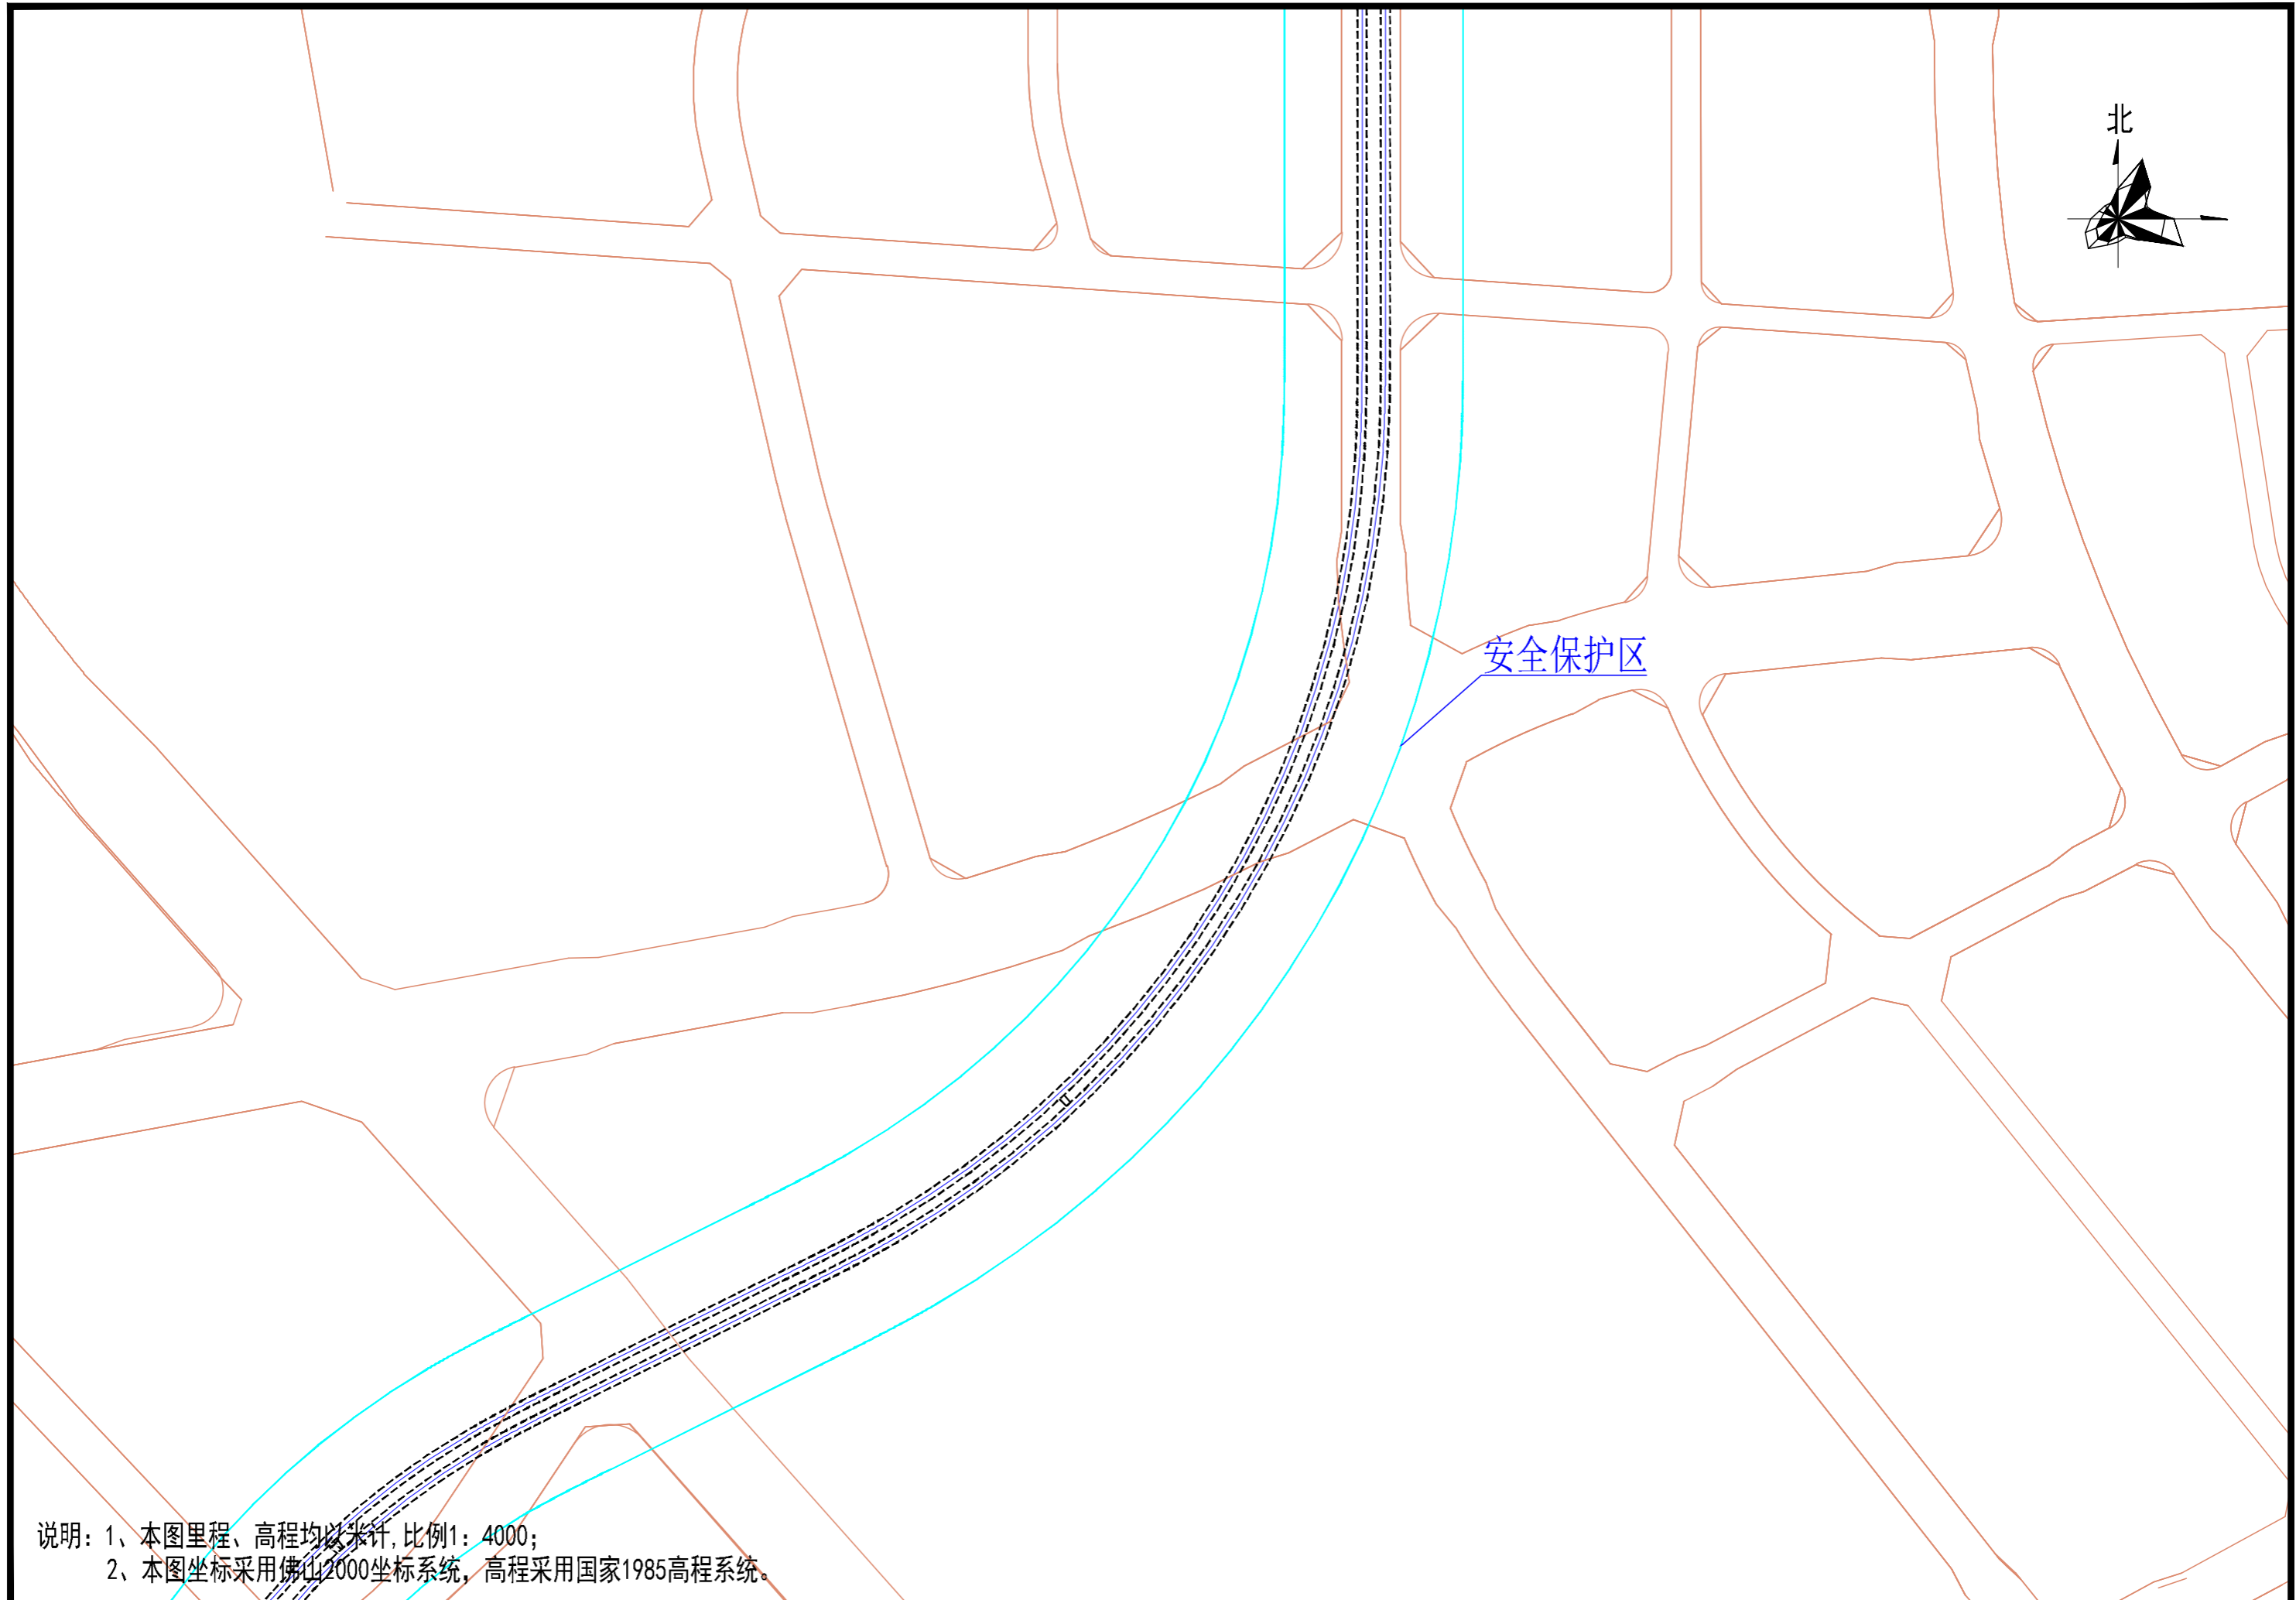 北
安全保护区
说明：1、本图里程、高程均以米计,比例1：4000；
2、本图坐标采用佛山2000坐标系统，高程采用国家1985高程系统。